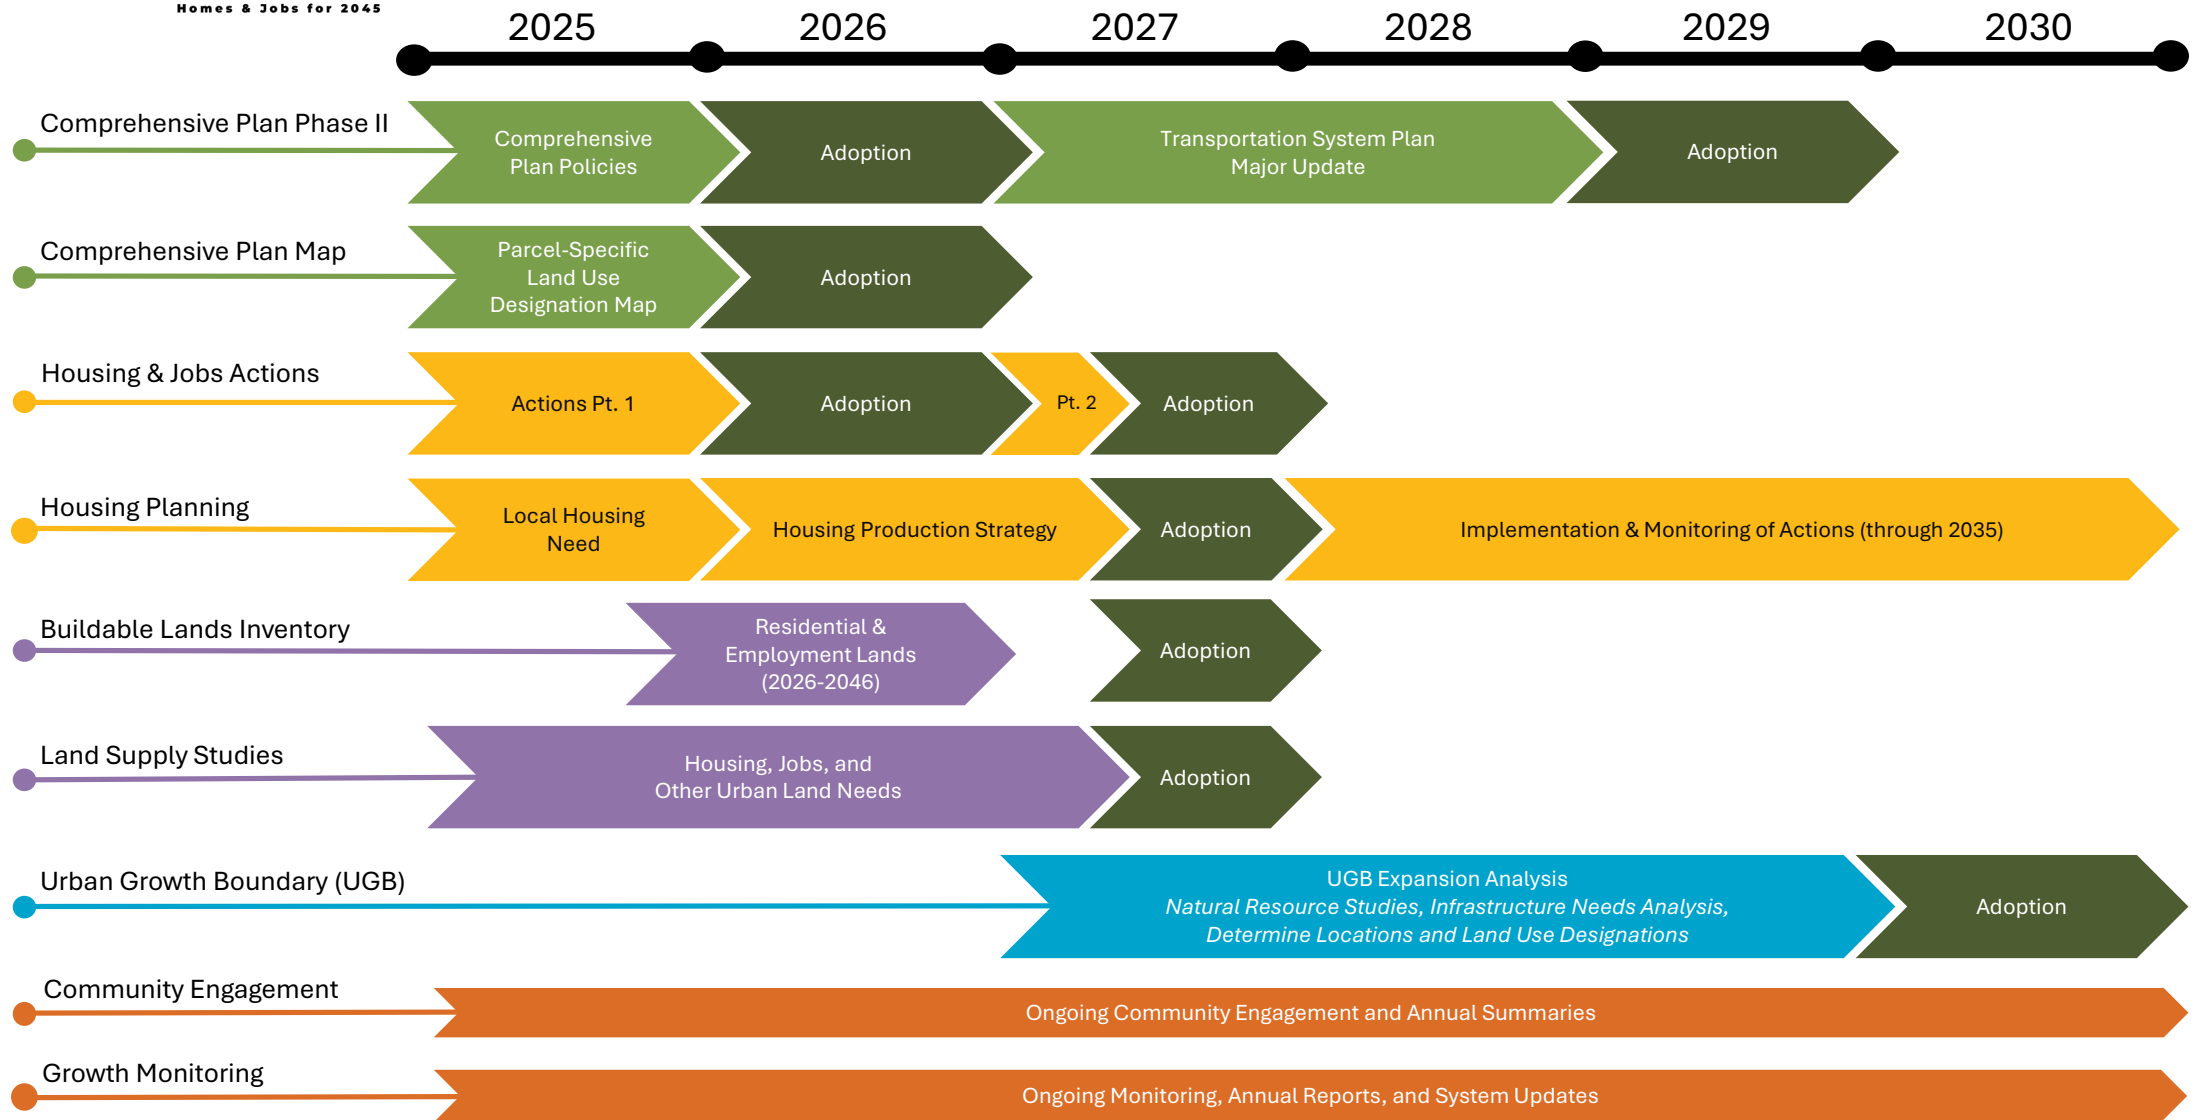 Homes & Jobs for 2045
2025 2026 2027 2028 2029 2030
Comprehensive Plan Phase II
Comprehensive
Plan Policies
Adoption
Transportation System Plan
Major Update
Adoption
Comprehensive Plan Map
Parcel-Specific
Land Use
Designation Map
Adoption
Housing & Jobs Actions
Actions Pt. 1
Adoption
Pt. 2
Adoption
Housing Planning
Local Housing
Need
Housing Production Strategy
Adoption
Implementation & Monitoring of Actions (through 2035)
Buildable Lands Inventory
Residential &
Employment Lands
(2026-2046)
Adoption
Land Supply Studies
Housing, Jobs, and
Other Urban Land Needs
Adoption
Urban Growth Boundary (UGB)
UGB Expansion Analysis
Natural Resource Studies, Infrastructure Needs Analysis,
Determine Locations and Land Use Designations
Adoption
Community Engagement
Ongoing Community Engagement and Annual Summaries
Growth Monitoring
Ongoing Monitoring, Annual Reports, and System Updates